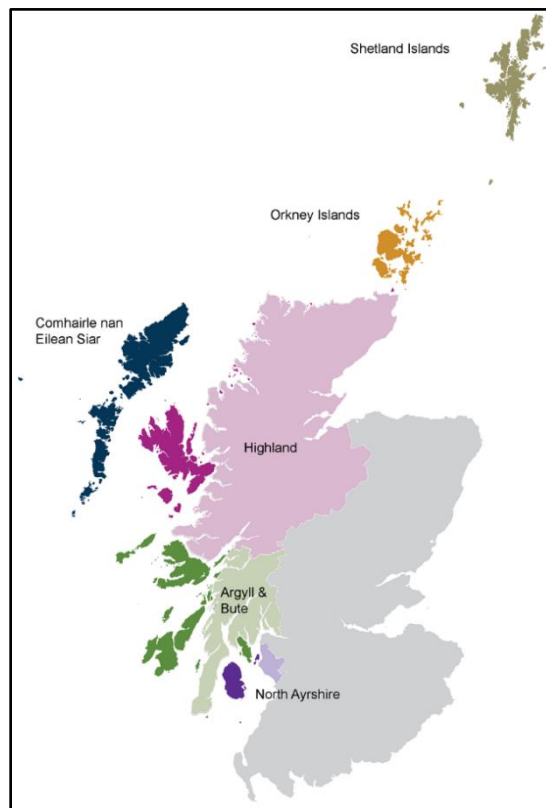 Shetland Islands
Orkney Islands
Comhairle nan
Eilean Siar
Highland
Argyll &
Bute
North Ayrshire